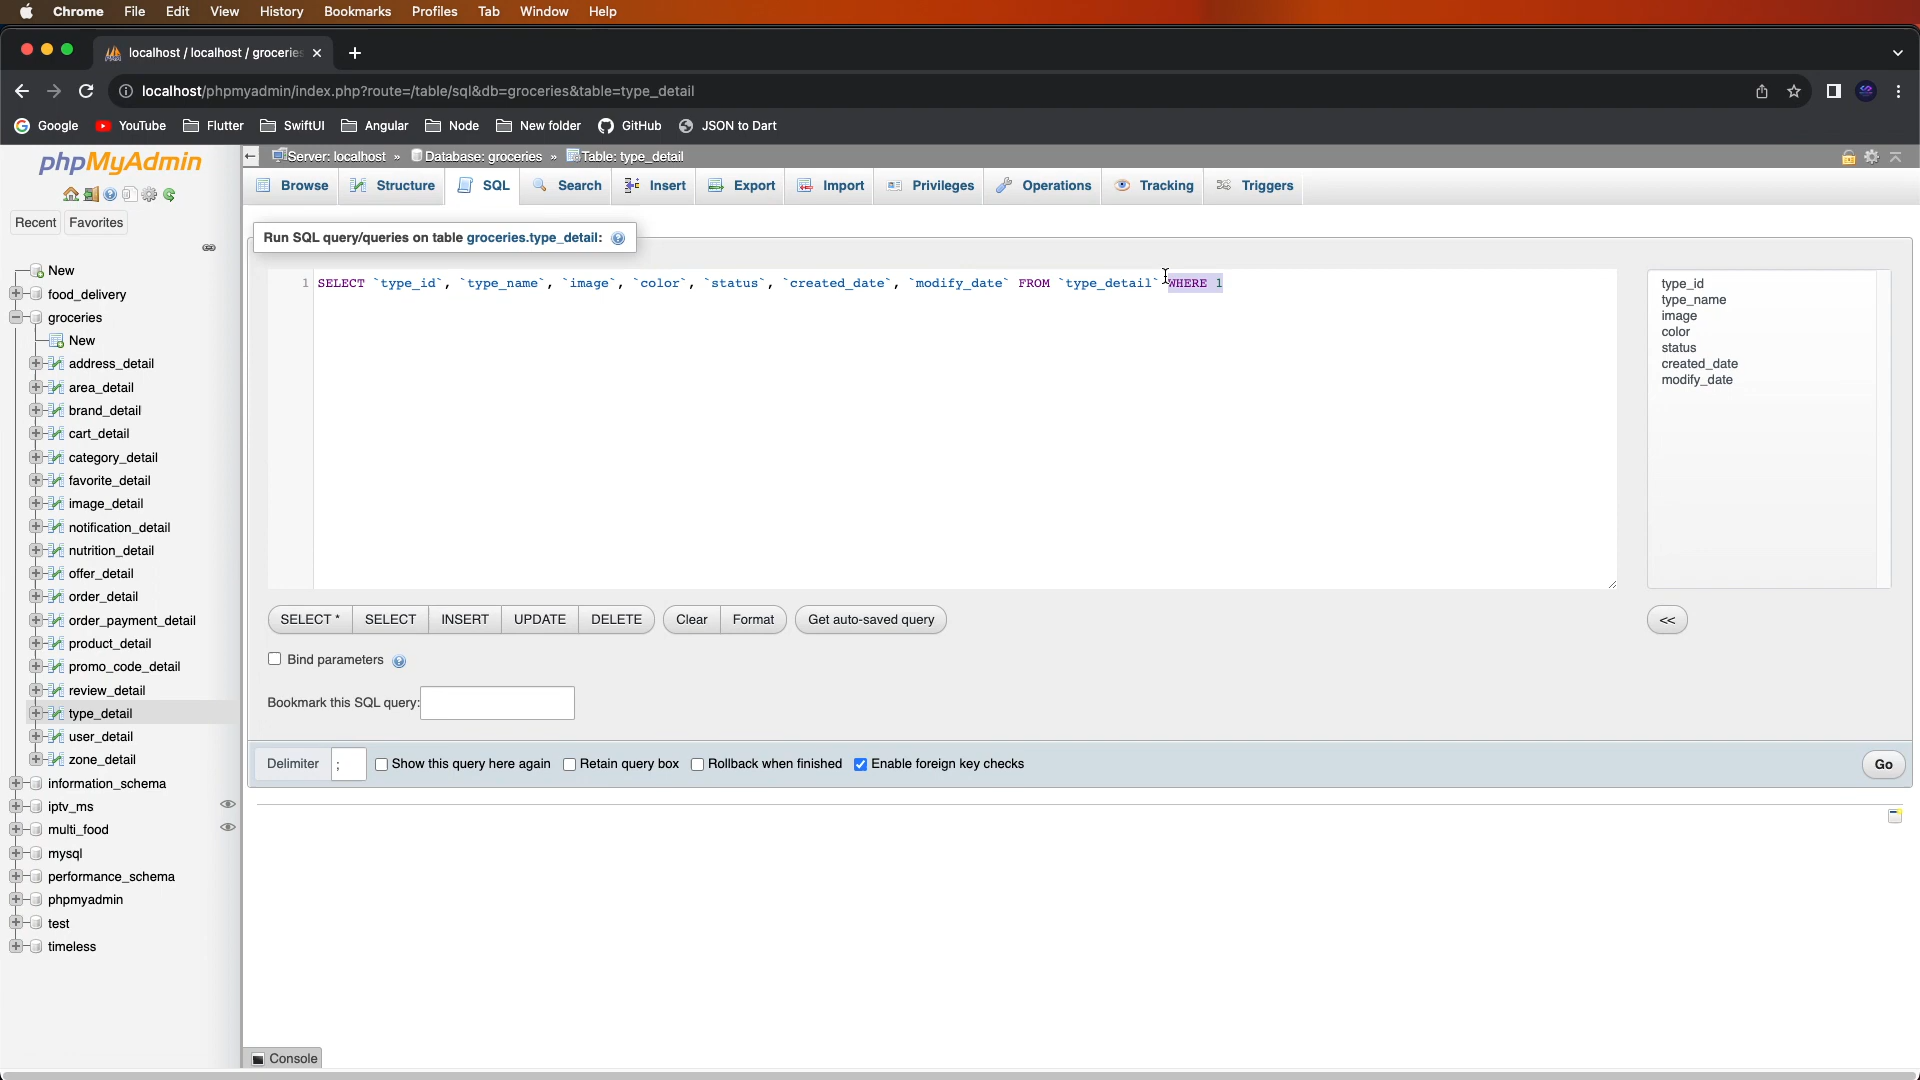 Chrome File Edit View History Bookmarks Profiles Tab Window Help
localhost / localhost / groceries
localhost/phpmyadmin/index.php?route=/table/sql&db=groceries&table=type_detail
Google YouTube Flutter SwiftUI Angular Node New folder GitHub JSON to Dart
phpMyAdmin
Recent Favorites
New
food_delivery
groceries
New
address_detail
area_detail
brand_detail
cart_detail
category_detail
favorite_detail
image_detail
notification_detail
nutrition_detail
offer_detail
order_detail
order_payment_detail
product_detail
promo_code_detail
review_detail
type_detail
user_detail
zone_detail
information_schema
iptv_ms
multi_food
mysql
performance_schema
phpmyadmin
test
timeless
Server: localhost » Database: groceries » Table: type_detail
Browse Structure SQL Search Insert Export Import Privileges Operations Tracking Triggers
Run SQL query/queries on table groceries.type_detail:
1 SELECT `type_id`, `type_name`, `image`, `color`, `status`, `created_date`, `modify_date` FROM `type_detail` WHERE 1
type_id
type_name
image
color
status
created_date
modify_date
SELECT * SELECT INSERT UPDATE DELETE Clear Format Get auto-saved query <<
Bind parameters
Bookmark this SQL query:
Delimiter ; Show this query here again Retain query box Rollback when finished Enable foreign key checks Go
Console